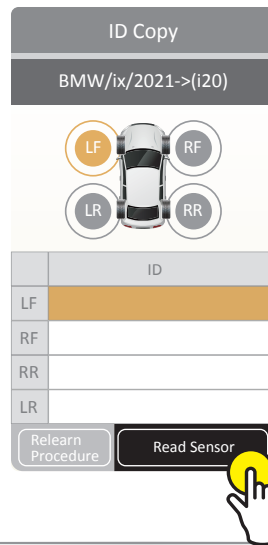 ID Copy
BMW/ix/2021->(i20)
LF
RF
LR
RR
ID
LF
RF
RR
LR
Relearn
Procedure
Read Sensor